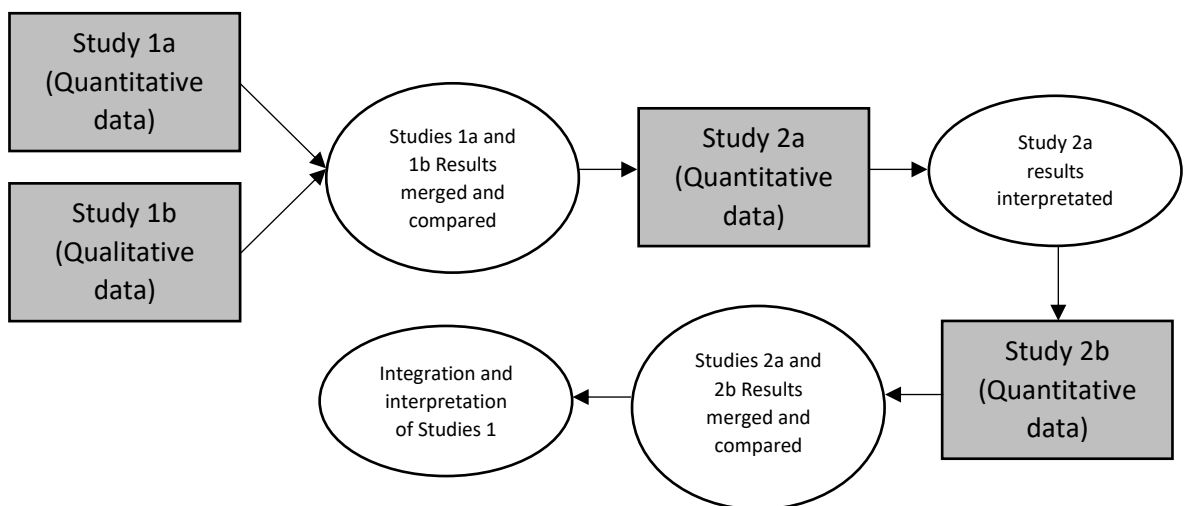 Study 1a
(Quantitative
data)
Study 1b
(Qualitative
data)
Studies 1a and
1b Results
merged and
compared
Study 2a
(Quantitative
data)
Study 2a
results
interpretated
Study 2b
(Quantitative
data)
Studies 2a and
2b Results
merged and
compared
Integration and
interpretation
of Studies 1